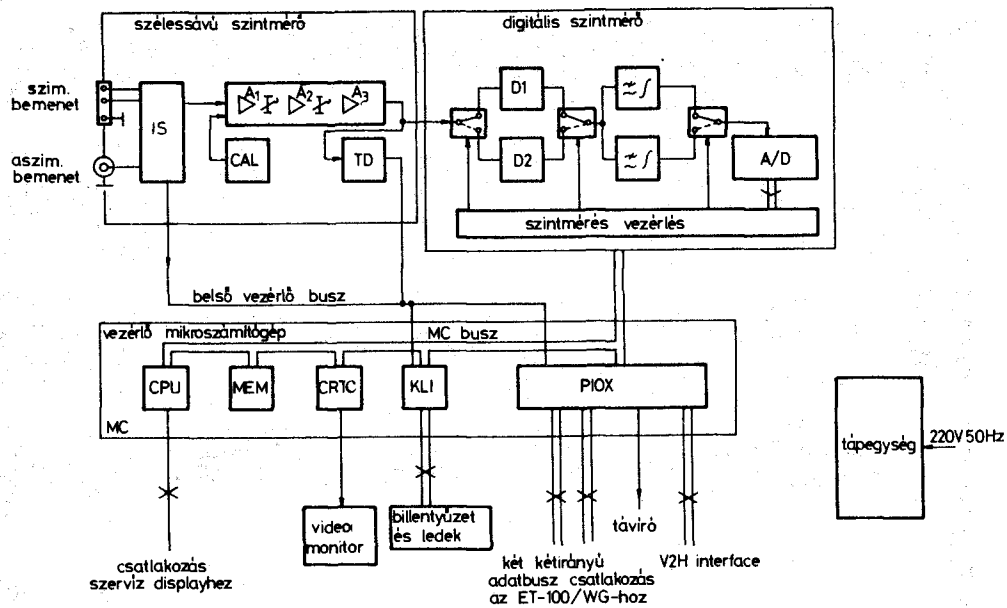 szélessávú szintmérő
digitális szintmérő
szim.
bemenet
aszim.
bemenet
IS
A1 A2 A3
CAL
TD
D1
D2
A/D
szintmérés vezérlés
belső vezérlő busz
vezérlő mikroszámítógép
MC busz
CPU
MEM
CRTC
KLI
PIOX
MC
tápegység
220V 50Hz
video
monitor
billentyűzet
és ledek
távíró
V2H interface
csatlakozás
szervíz displayhez
két kétirányú
adatbusz csatlakozás
az ET-100/WG-hoz